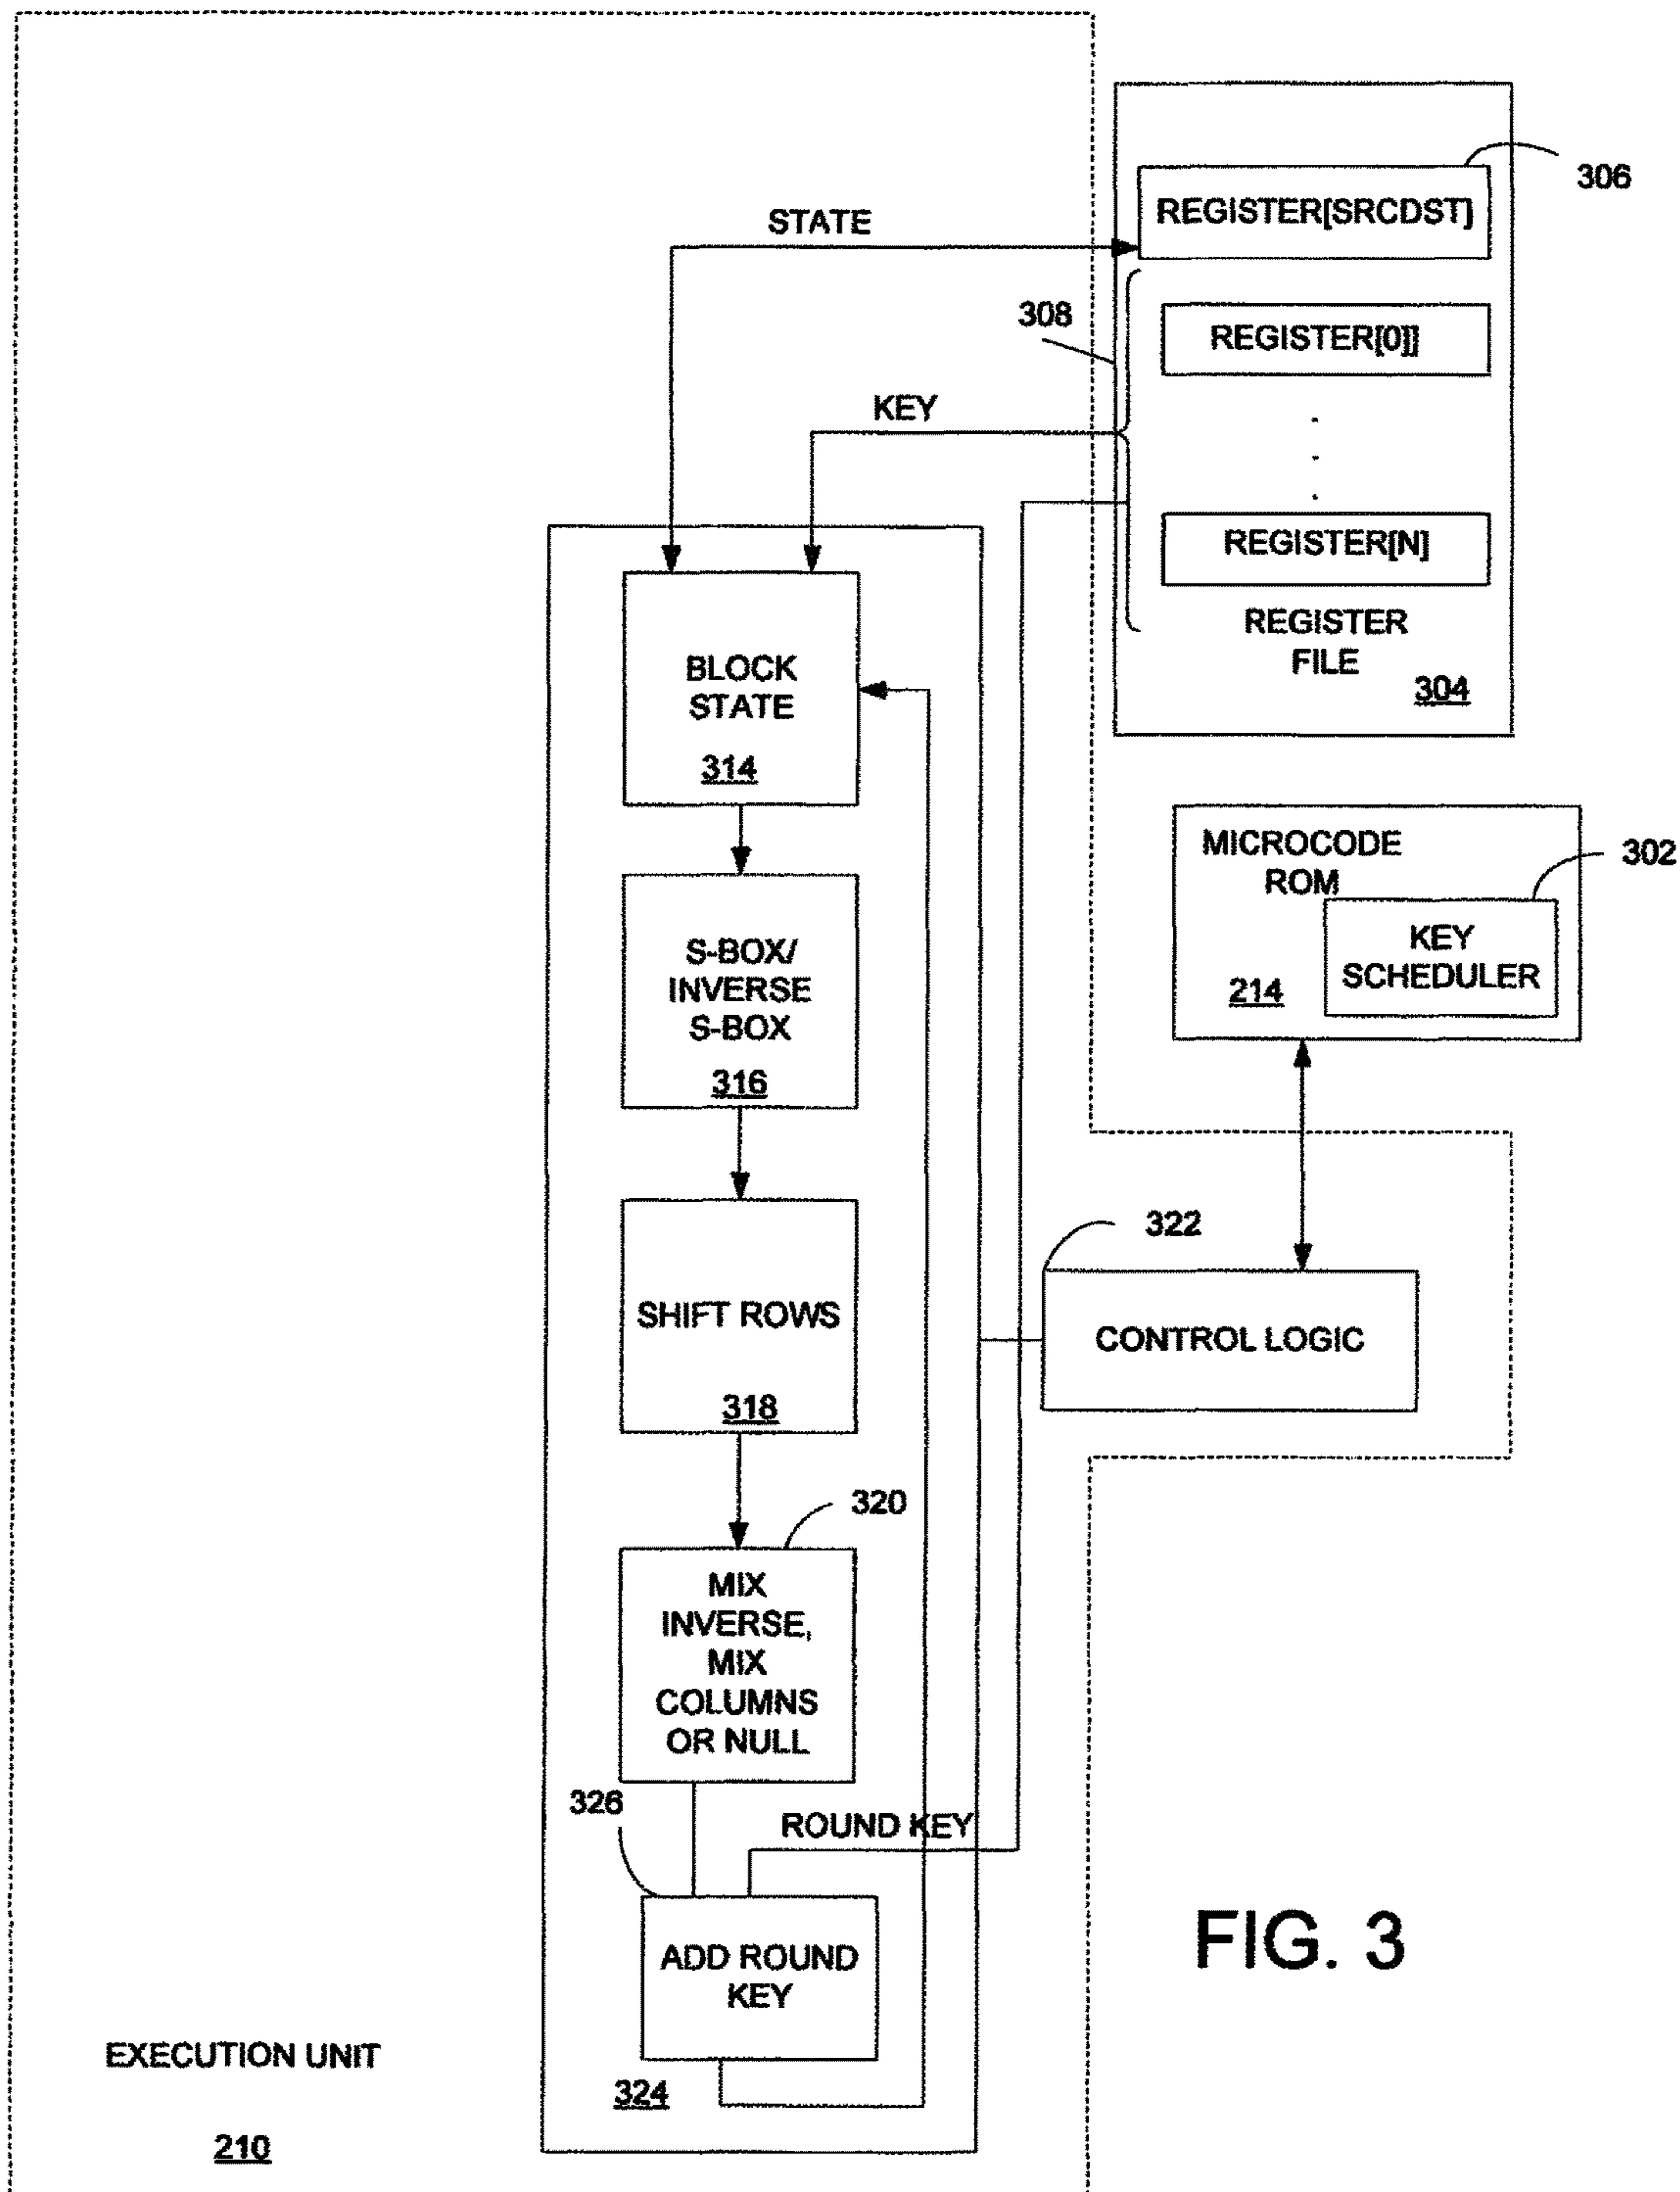 306
REGISTER[SRCDST]
STATE
308
REGISTER[0]]
KEY
.
.
.
REGISTER[N]
REGISTER
FILE
304
BLOCK
STATE
314
MICROCODE
ROM
302
KEY
SCHEDULER
214
S-BOX/
INVERSE
S-BOX
316
322
SHIFT ROWS
318
CONTROL LOGIC
320
MIX
INVERSE,
MIX
COLUMNS
OR NULL
326
ROUND KEY
ADD ROUND
KEY
324
FIG. 3
EXECUTION UNIT
210